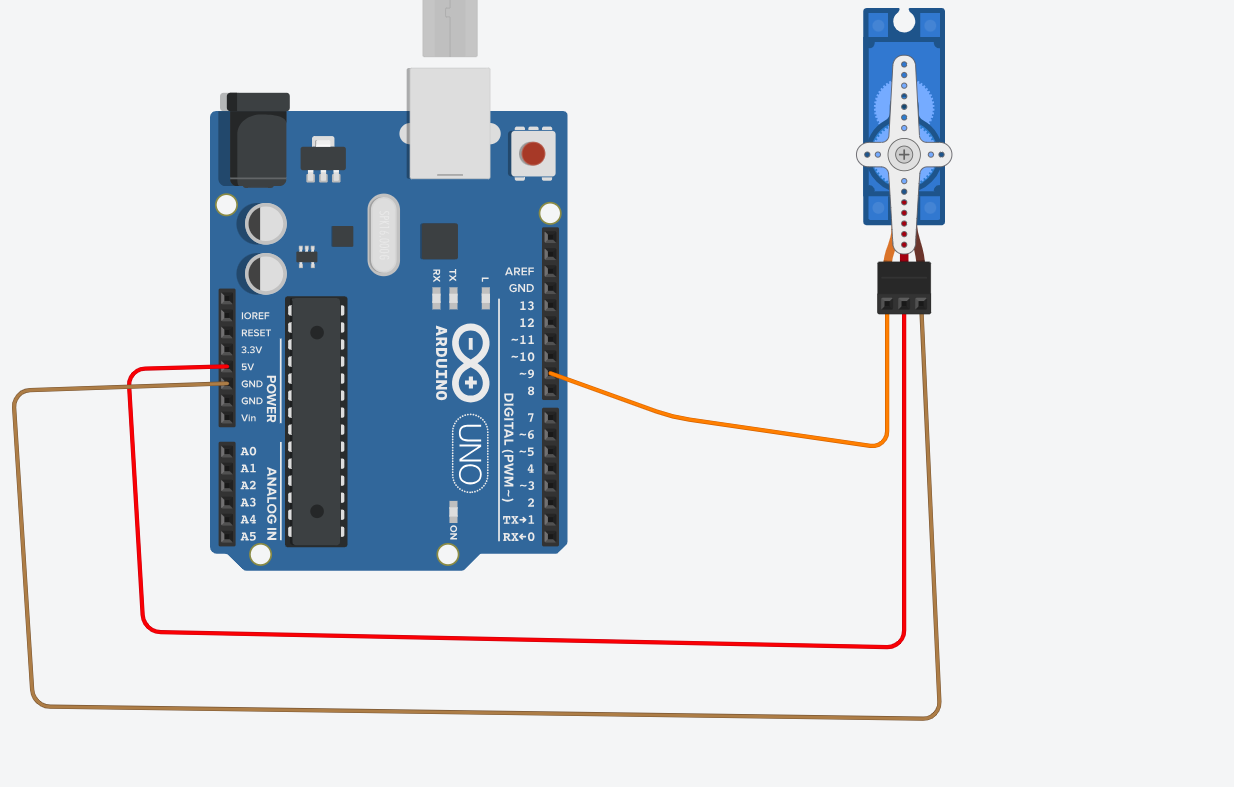 AREF
GND
13
12
~11
~10
~9
8
7
~6
~5
4
~3
2
TX→1
RX←0
DIGITAL (PWM~)
IOREF
RESET
3.3V
5V
GND
GND
Vin
POWER
A0
A1
A2
A3
A4
A5
ANALOG IN
RX
TX
L
ARDUINO
UNO
ON